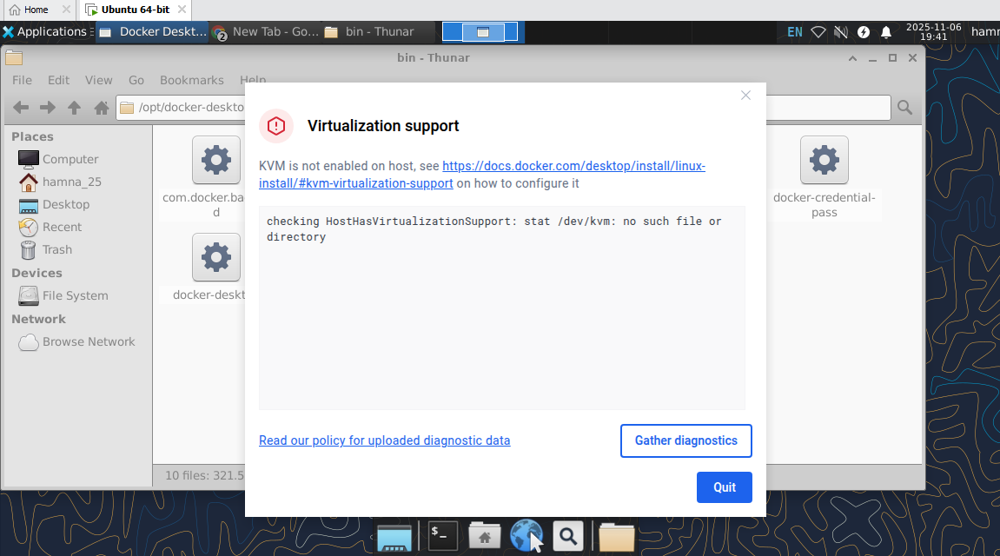 Home
Ubuntu 64-bit
Applications
Docker Deskt...
New Tab - Go...
bin - Thunar
EN
2025-11-06
19:41
hamn
bin - Thunar
File Edit View Go Bookmarks Help
/opt/docker-deskto
Places
Computer
hamna_25
Desktop
Recent
Trash
Devices
File System
Network
Browse Network
com.docker.ba
d
docker-credential-
pass
docker-deskt
10 files: 321.5
Virtualization support
KVM is not enabled on host, see https://docs.docker.com/desktop/install/linux-
install/#kvm-virtualization-support on how to configure it
checking HostHasVirtualizationSupport: stat /dev/kvm: no such file or
directory
Read our policy for uploaded diagnostic data
Gather diagnostics
Quit